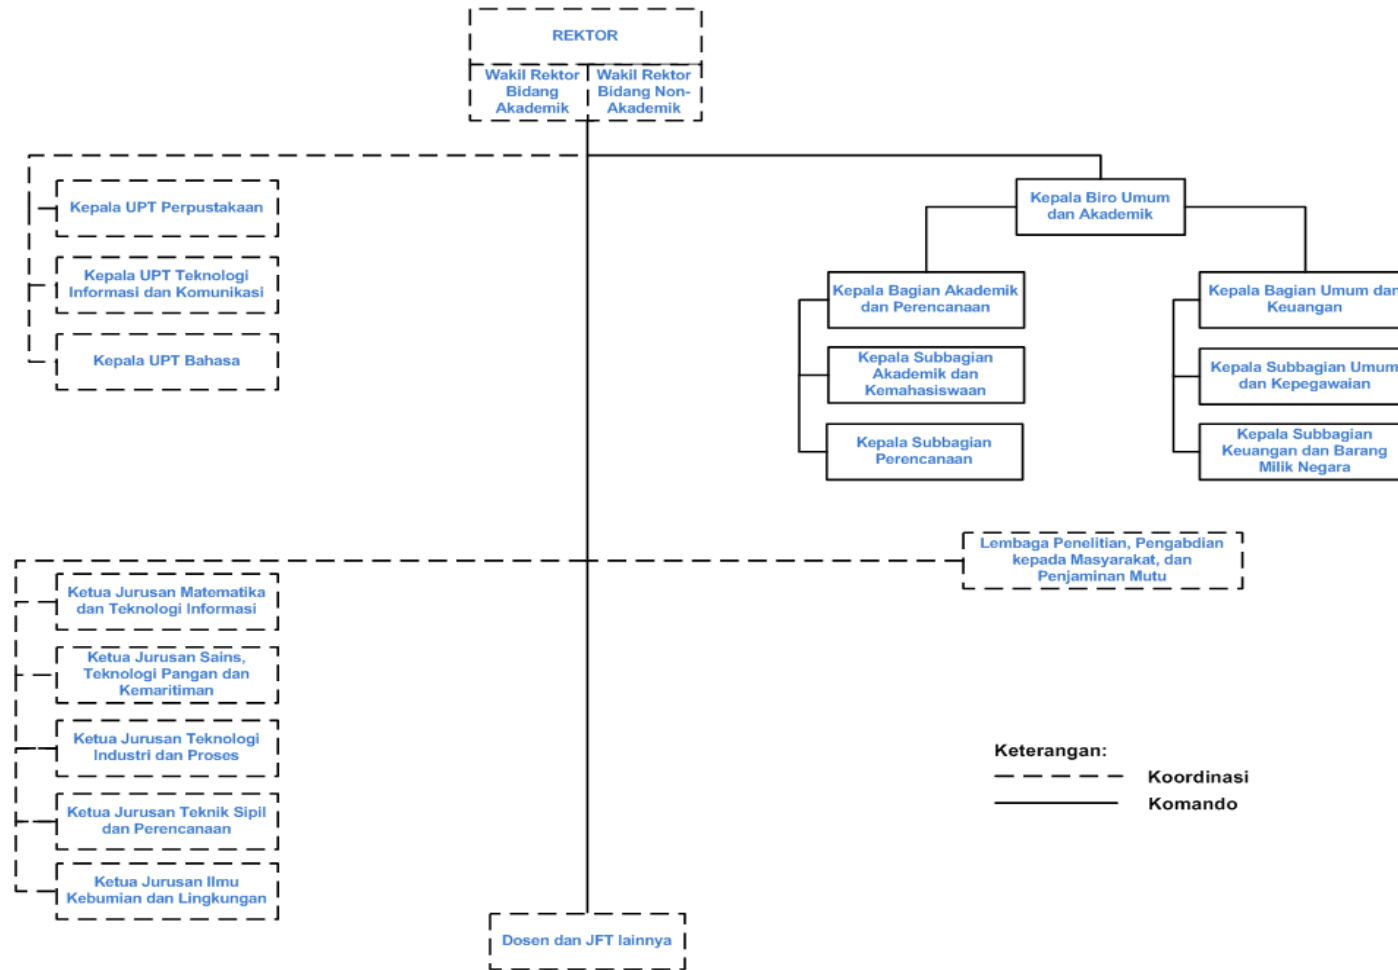 REKTOR
Wakil Rektor
Bidang
Akademik
Wakil Rektor
Bidang Non-
Akademik
Kepala UPT Perpustakaan
Kepala UPT Teknologi
Informasi dan Komunikasi
Kepala UPT Bahasa
Kepala Biro Umum
dan Akademik
Kepala Bagian Akademik
dan Perencanaan
Kepala Subbagian
Akademik dan
Kemahasiswaan
Kepala Subbagian
Perencanaan
Kepala Bagian Umum dan
Keuangan
Kepala Subbagian Umum
dan Kepegawaian
Kepala Subbagian
Keuangan dan Barang
Milik Negara
Lembaga Penelitian, Pengabdian
kepada Masyarakat, dan
Penjaminan Mutu
Ketua Jurusan Matematika
dan Teknologi Informasi
Ketua Jurusan Sains,
Teknologi Pangan dan
Kemaritiman
Ketua Jurusan Teknologi
Industri dan Proses
Ketua Jurusan Teknik Sipil
dan Perencanaan
Ketua Jurusan Ilmu
Kebumian dan Lingkungan
Keterangan:
Koordinasi
Komando
Dosen dan JFT lainnya